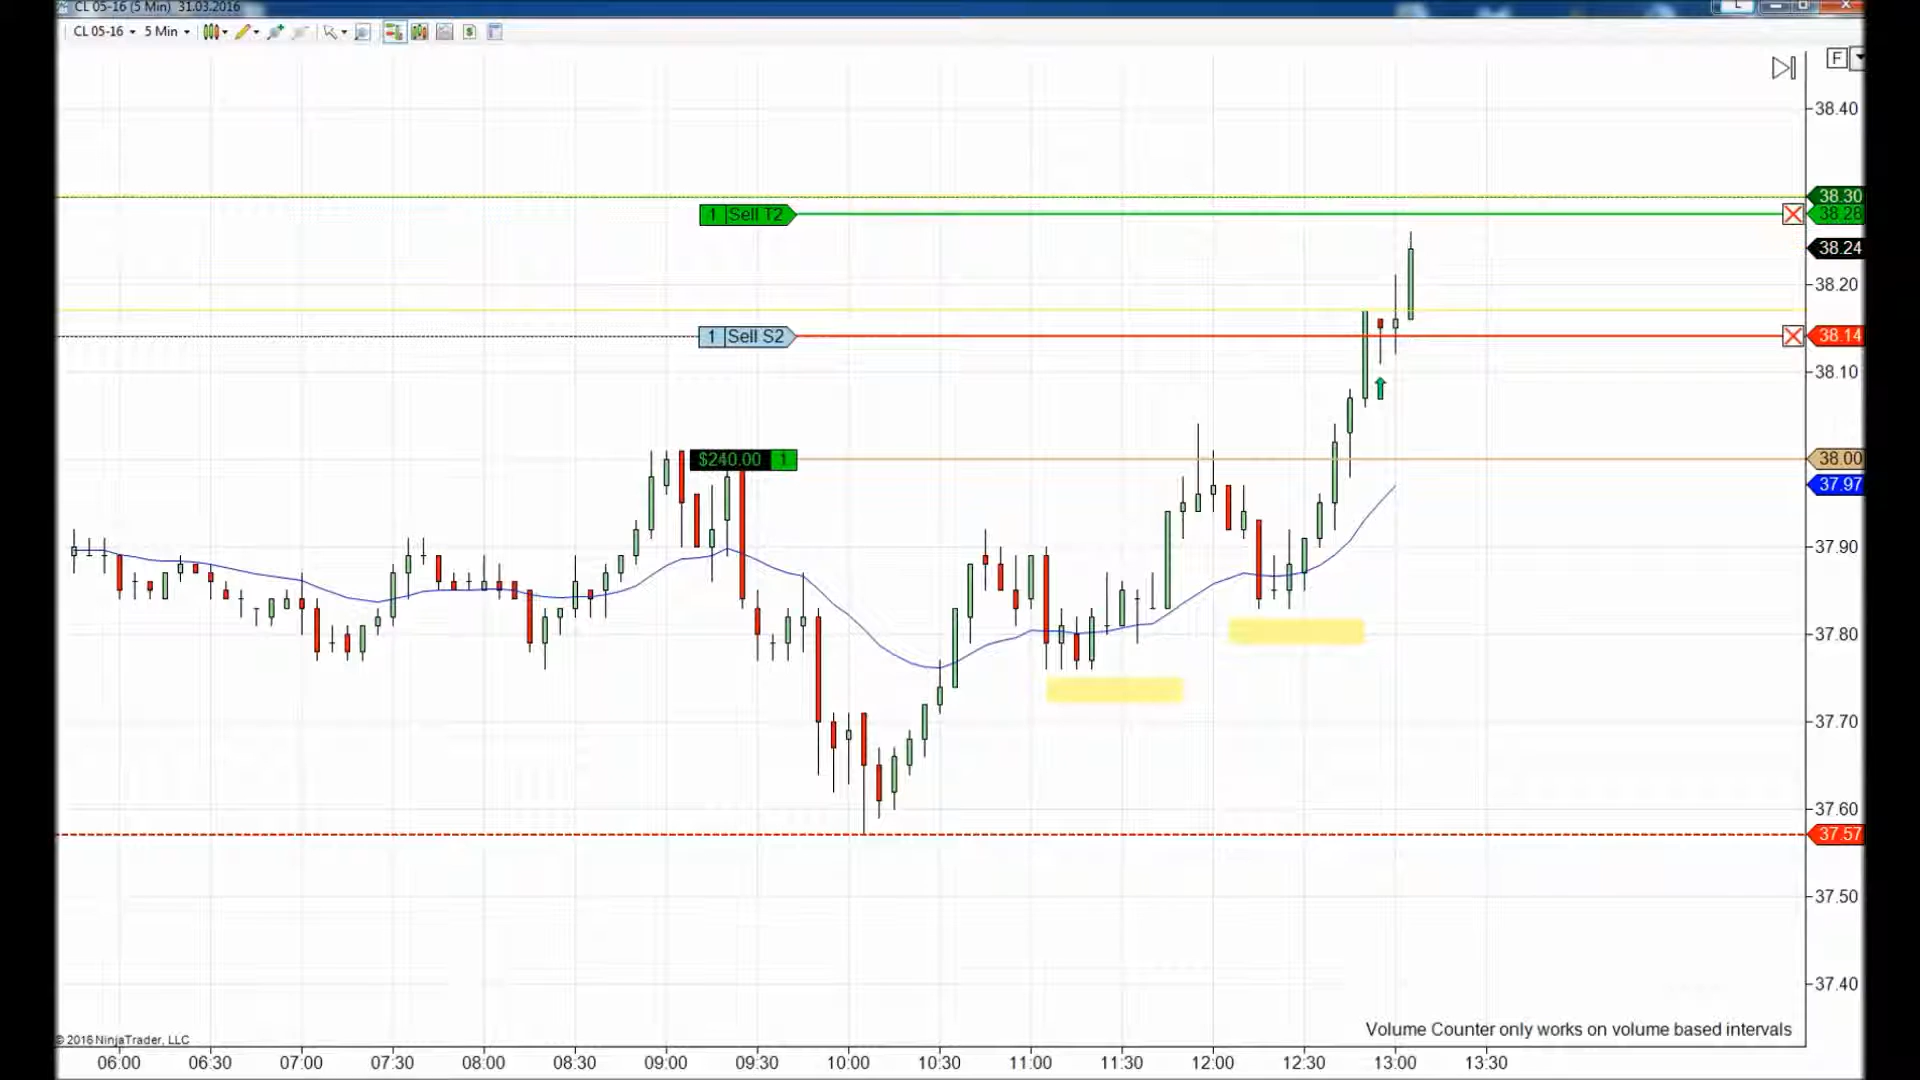 CL 05-16 (5 Min) 31.03.2016
L
CL 05-16 5 Min $
F
38.40
38.30
1 Sell T2 38.28
38.24
38.20
1 Sell S2 38.14
38.10
$240.00 1 38.00
37.97
37.90
37.80
37.70
37.60
37.57
37.50
37.40
Volume Counter only works on volume based intervals
© 2016 NinjaTrader, LLC
06:00 06:30 07:00 07:30 08:00 08:30 09:00 09:30 10:00 10:30 11:00 11:30 12:00 12:30 13:00 13:30